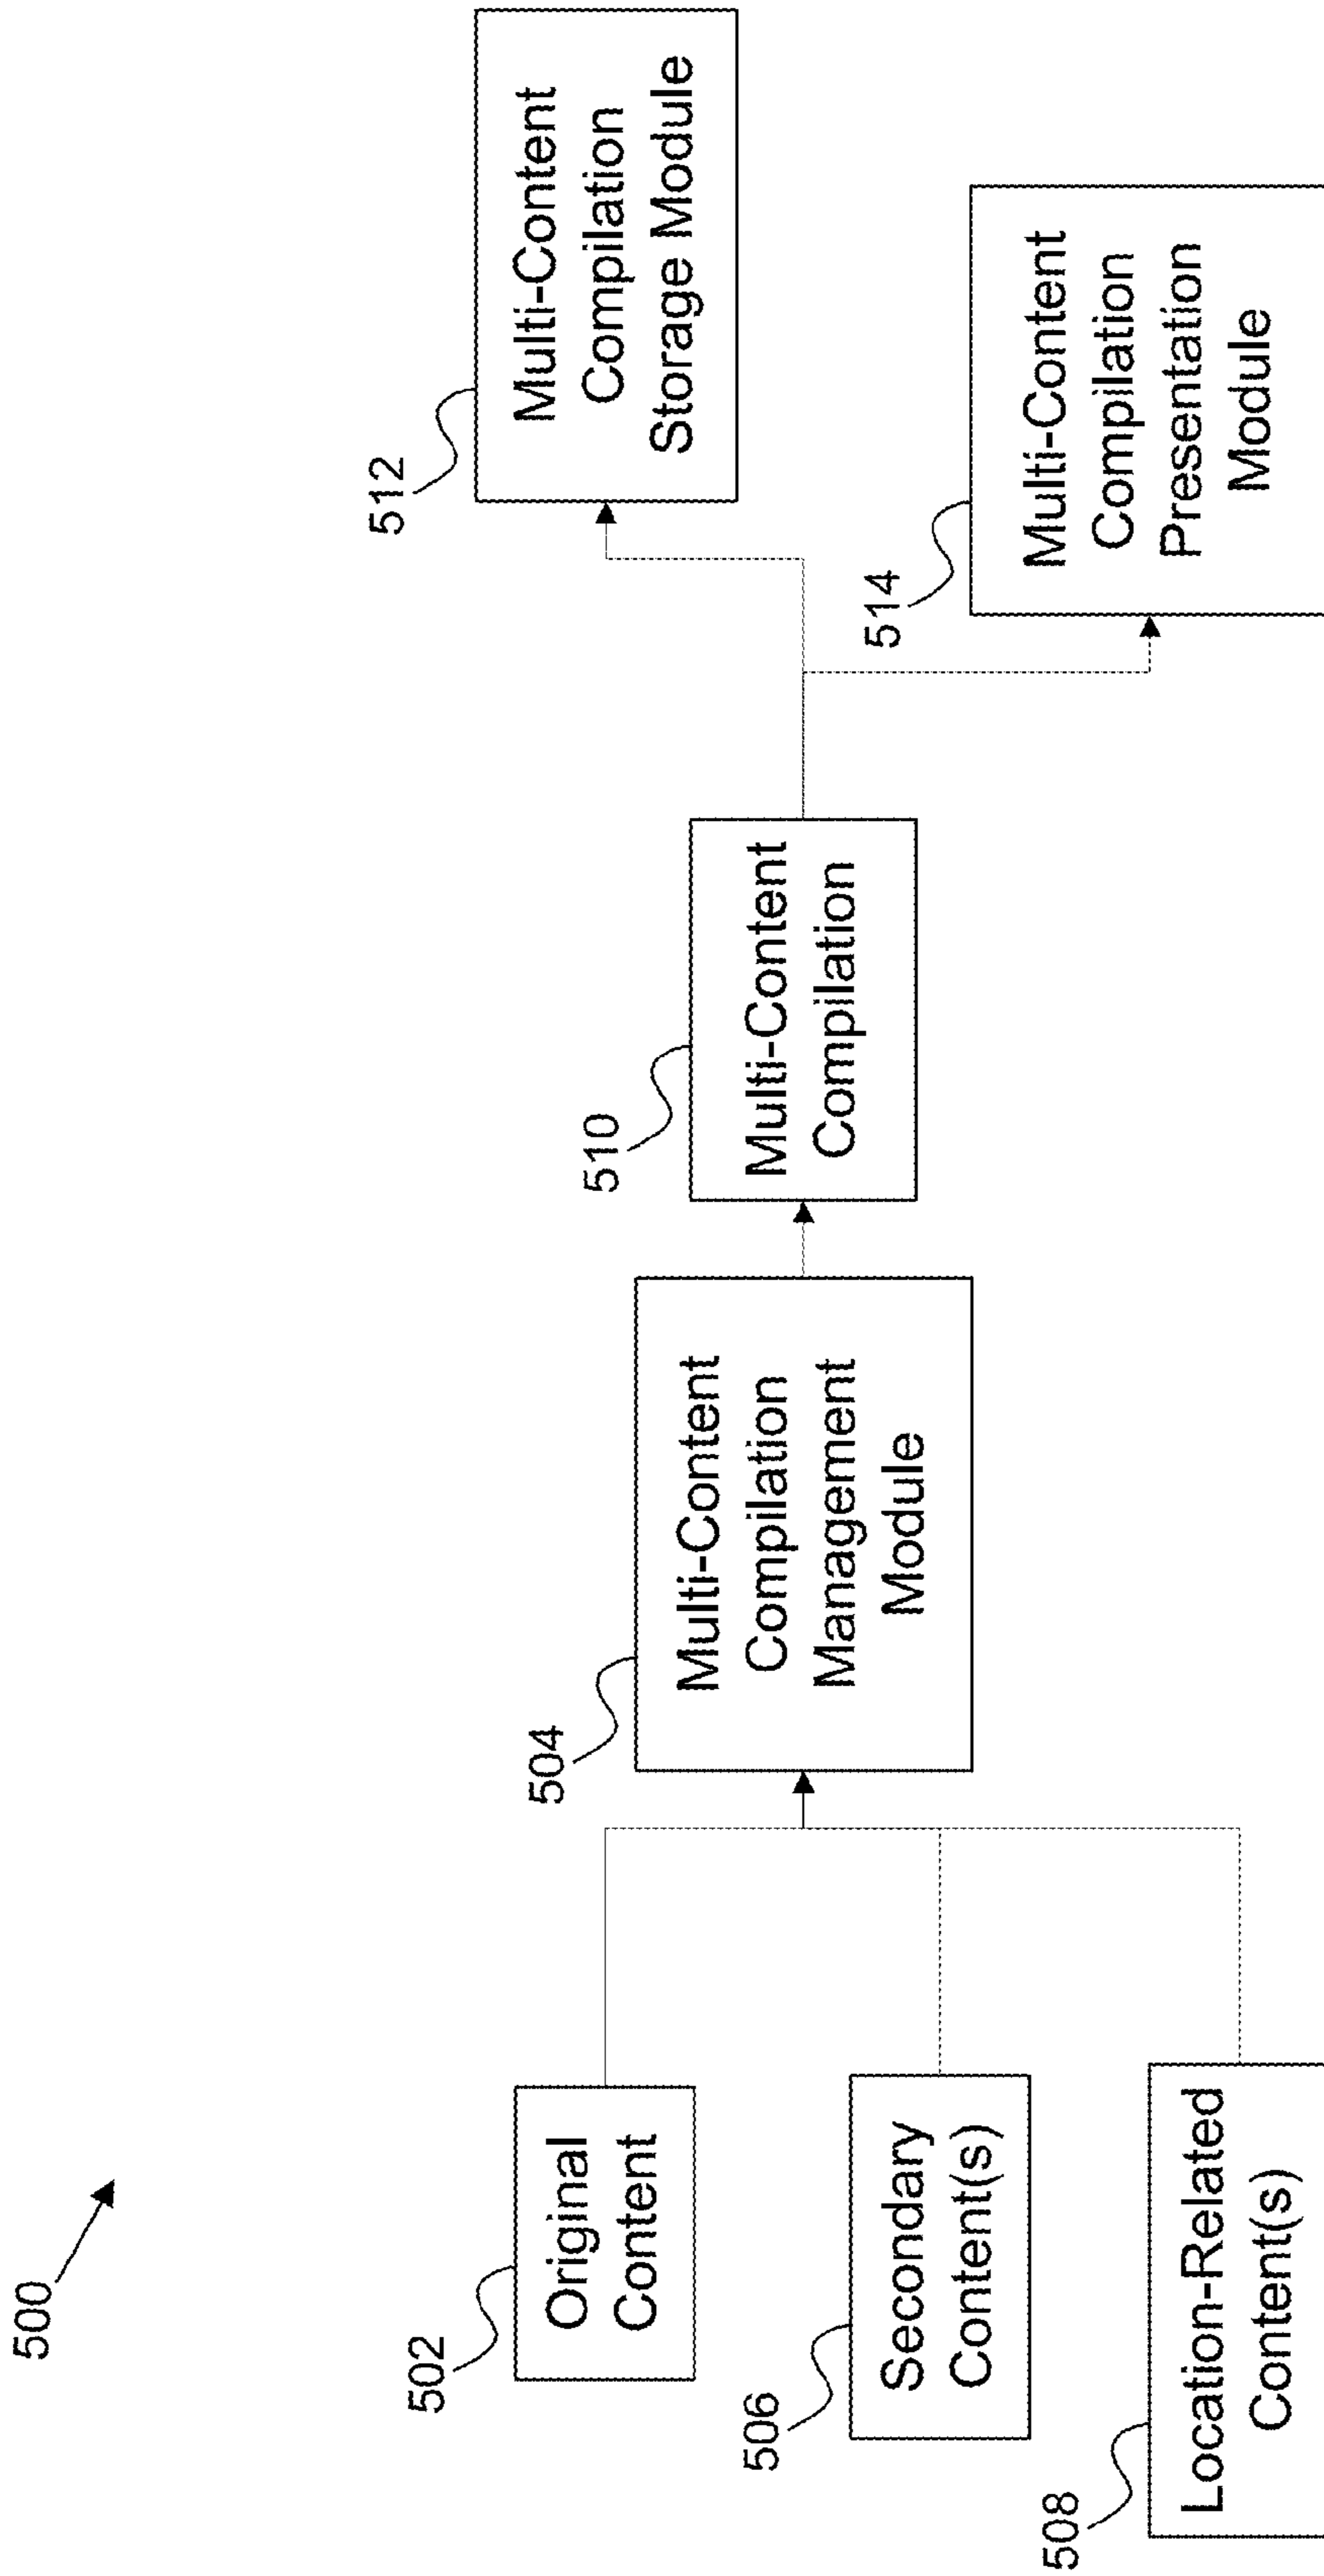 500
502
Original
Content
506
Secondary
Content(s)
508
Location-Related
Content(s)
504
Multi-Content
Compilation
Management
Module
510
Multi-Content
Compilation
512
Multi-Content
Compilation
Storage Module
514
Multi-Content
Compilation
Presentation
Module